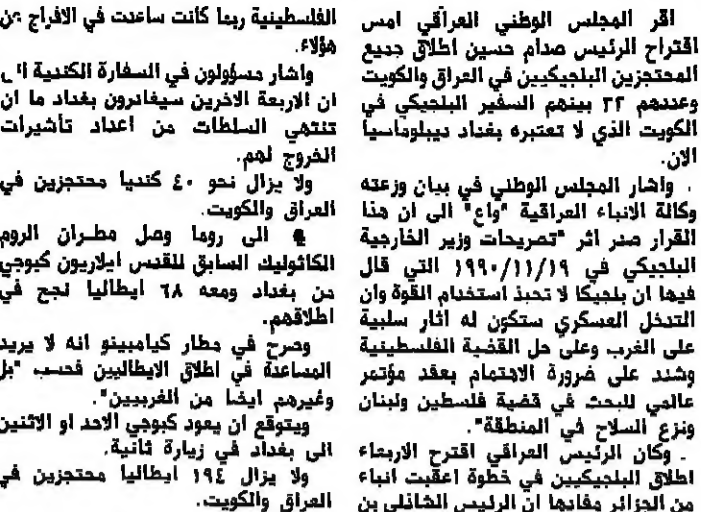 اقر المجلس الوطني العراقي امس
اقتراح الرئيس صدام حسين اطلاق جميع
المحتجزين البلجيكيين في العراق والكويت
وعددهم ٢٢ بينهم السفير البلجيكي في
الكويت الذي لا تعتبره بغداد ديبلوماسياً
الان.
واشار المجلس الوطني في بيان وزعته
وكالة الانباء العراقية "واع" الى ان هذا
القرار صدر اثر "تصريحات وزير الخارجية
البلجيكي في ١٩٩٠/١١/١٩ التي قال
فيها ان بلجيكا لا تحبذ استخدام القوة وان
التدخل العسكري ستكون له اثار سلبية
على الغرب وعلى حل القضية الفلسطينية
وشدد على ضرورة الاهتمام بعقد مؤتمر
عالمي للبحث في قضية فلسطين ولبنان
ونزع السلاح في المنطقة".
وكان الرئيس العراقي اقترح الاربعاء
اطلاق البلجيكيين في خطوة اعقبت انباء
من الجزائر مفادها ان الرئيس الشاذلي بن
الفلسطينية ربما كانت ساعدت في الافراج عن
هؤلاء.
واشار مسؤولون في السفارة الكندية الى
ان الاربعة الاخرين سيغادرون بغداد ما ان
تنتهي السلطات من اعداد تأشيرات
الخروج لهم.
ولا يزال نحو ٤٠ كنديا محتجزين في
العراق والكويت.
الى روما وصل مطران الروم
الكاثوليك السابق للقدس ايلاريون كبوجي
من بغداد ومعه ٦٨ ايطاليا نجح في
اطلاقهم.
وصرح في مطار كيامبينو انه لا يريد
المساعدة في اطلاق الايطاليين فحسب "بل
وغيرهم ايضا من الغربيين".
ويتوقع ان يعود كبوجي الاحد او الاثنين
الى بغداد في زيارة ثانية.
ولا يزال ١٩٤ ايطاليا محتجزين في
العراق والكويت.